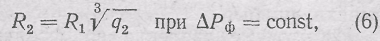 R₂ = R₁ ∛q₂ при ΔP_ф = const, (6)